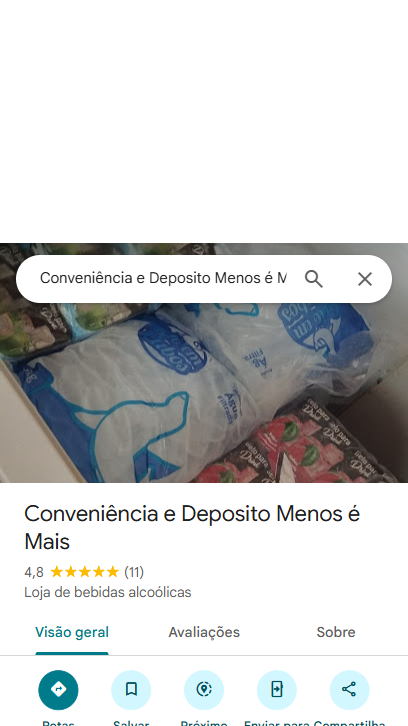 Conveniência e Deposito Menos é M
Conveniência e Deposito Menos é
Mais
4,8 (11)
Loja de bebidas alcoólicas
Visão geral Avaliações Sobre
Rotas Salvar Próximo Enviar para Compartilha